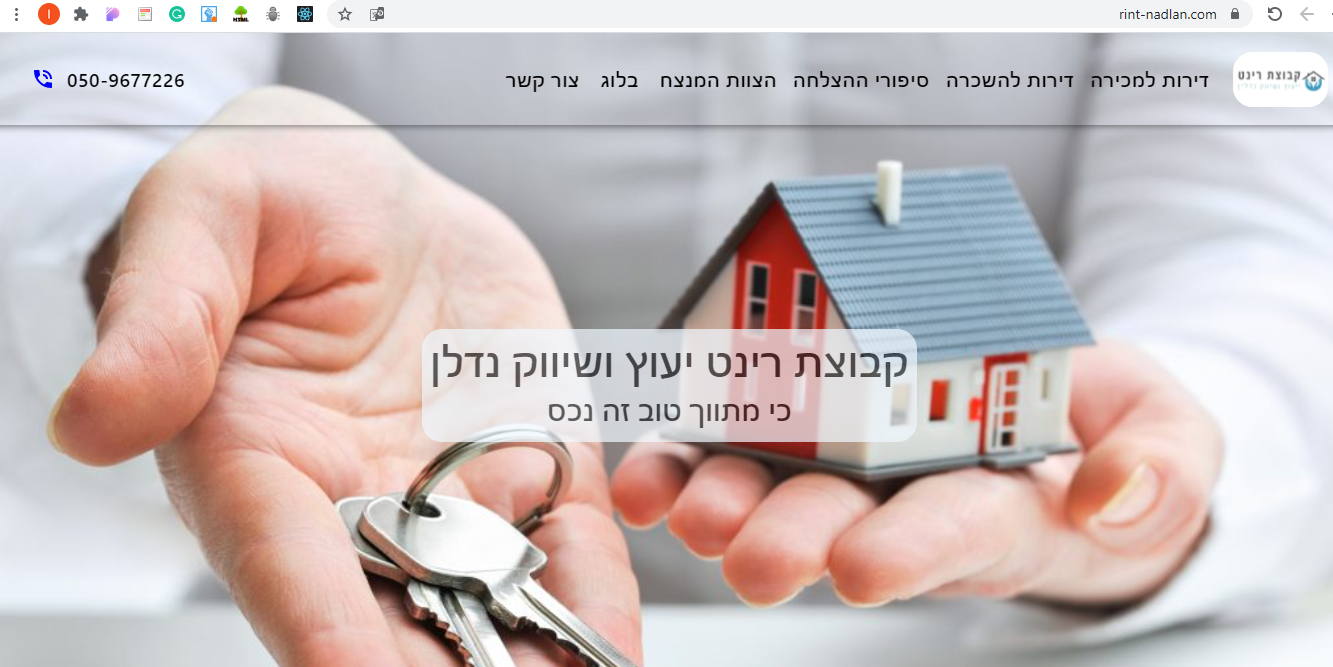 rint-nadlan.com
קבוצת רינט
יעוץ ושיווק נדלן
דירות למכירה
דירות להשכרה
סיפורי ההצלחה
הצוות המנצח
בלוג
צור קשר
050-9677226
קבוצת רינט יעוץ ושיווק נדלן
כי מתווך טוב זה נכס